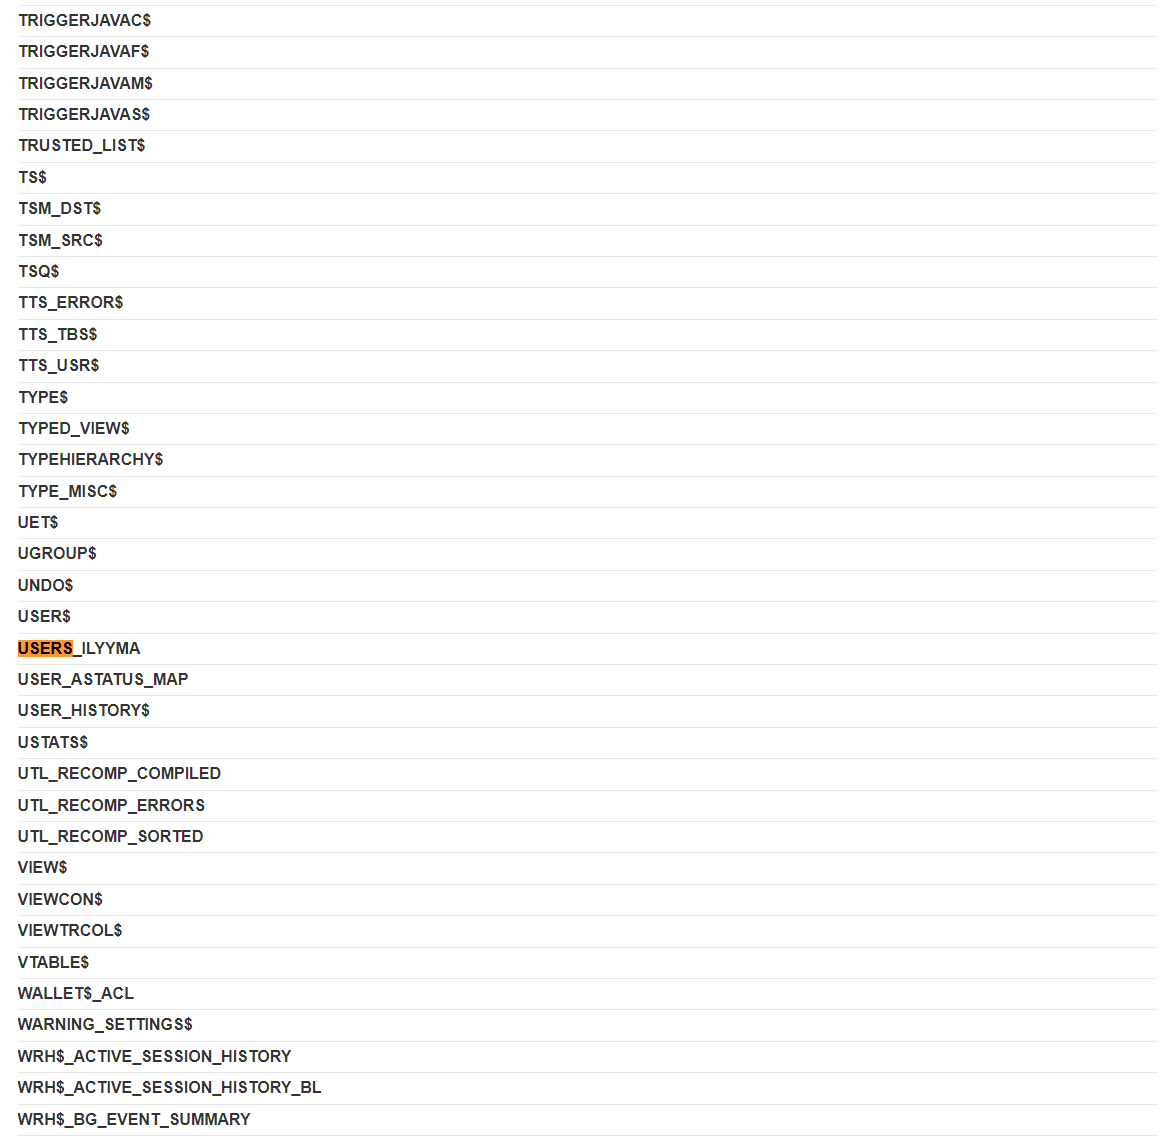 TRIGGERJAVAC$
TRIGGERJAVAF$
TRIGGERJAVAM$
TRIGGERJAVAS$
TRUSTED_LIST$
TS$
TSM_DST$
TSM_SRC$
TSQ$
TTS_ERROR$
TTS_TBS$
TTS_USR$
TYPE$
TYPED_VIEW$
TYPEHIERARCHY$
TYPE_MISC$
UET$
UGROUP$
UNDO$
USER$
USERS_ILYYMA
USER_ASTATUS_MAP
USER_HISTORY$
USTATS$
UTL_RECOMP_COMPILED
UTL_RECOMP_ERRORS
UTL_RECOMP_SORTED
VIEW$
VIEWCON$
VIEWTRCOL$
VTABLE$
WALLET$_ACL
WARNING_SETTINGS$
WRH$_ACTIVE_SESSION_HISTORY
WRH$_ACTIVE_SESSION_HISTORY_BL
WRH$_BG_EVENT_SUMMARY